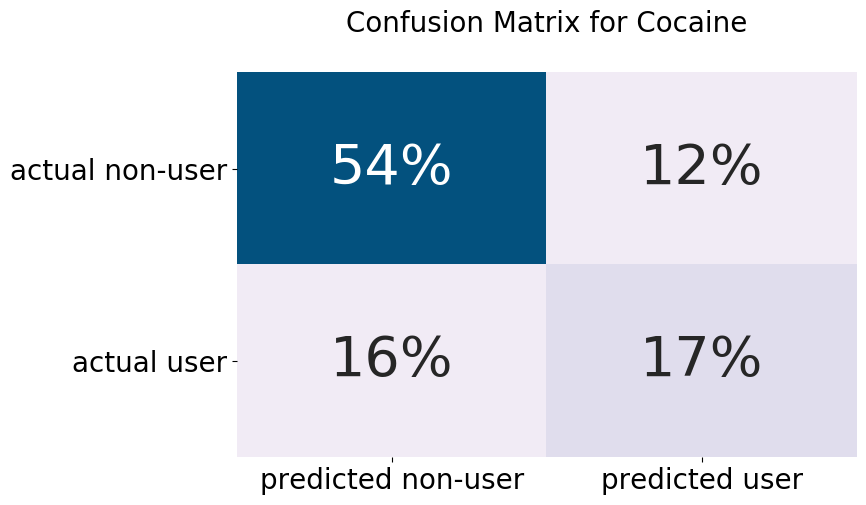 Confusion Matrix for Cocaine
actual non-user
54%
12%
actual user
16%
17%
predicted non-user
predicted user